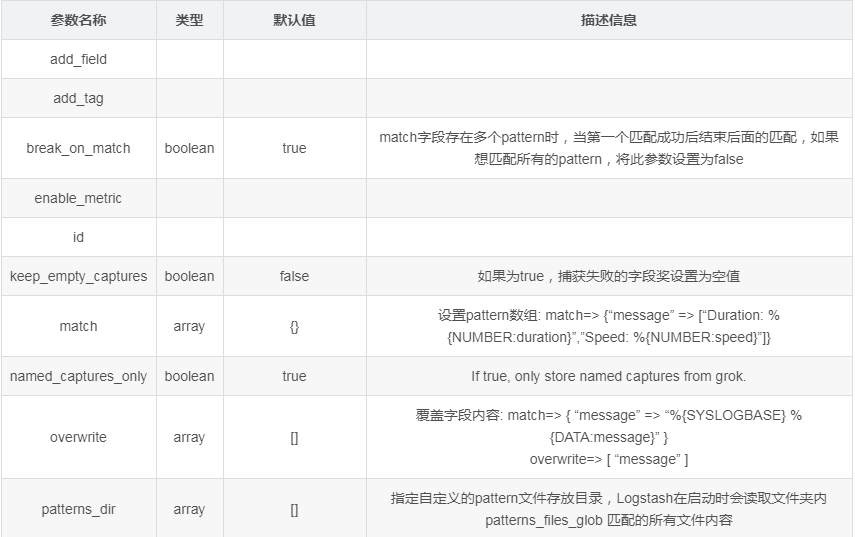 参数名称 类型 默认值 描述信息
add_field
add_tag
match字段存在多个pattern时，当第一个匹配成功后结束后面的匹配，如果
break_on_match boolean true
想匹配所有的pattern，将此参数设置为false
enable_metric
id
keep_empty_captures boolean false 如果为true，捕获失败的字段奖设置为空值
设置pattern数组: match=> {“message” => [“Duration: %
match array {}
{NUMBER:duration}”,”Speed: %{NUMBER:speed}”]}
named_captures_only boolean true If true, only store named captures from grok.
覆盖字段内容: match=> { “message” => “%{SYSLOGBASE} %
overwrite array []
{DATA:message}” }
overwrite=> [ “message” ]
指定自定义的pattern文件存放目录，Logstash在启动时会读取文件夹内
patterns_dir array []
patterns_files_glob 匹配的所有文件内容